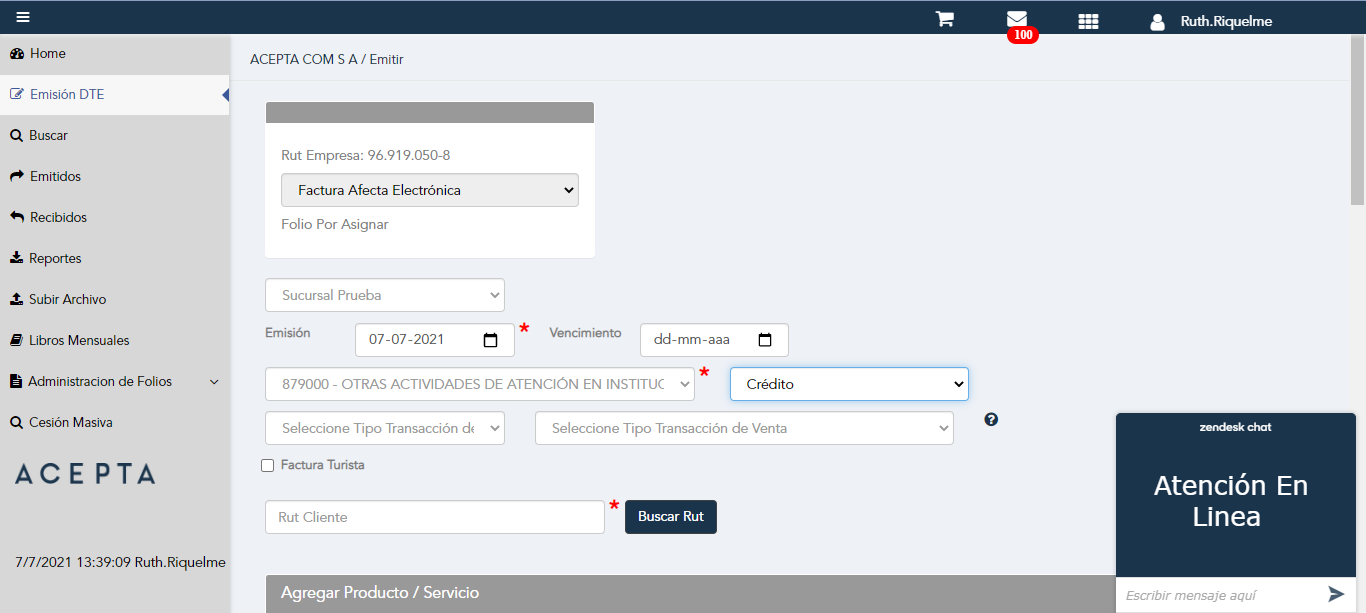 Ruth.Riquelme
100
Home
Emisión DTE
Buscar
Emitidos
Recibidos
Reportes
Subir Archivo
Libros Mensuales
Administracion de Folios
Cesión Masiva
ACEPTA
7/7/2021 13:39:09 Ruth.Riquelme
ACEPTA COM S A / Emitir
Rut Empresa: 96.919.050-8
Factura Afecta Electrónica
Folio Por Asignar
Sucursal Prueba
Emisión 07-07-2021 * Vencimiento dd-mm-aaa
879000 - OTRAS ACTIVIDADES DE ATENCIÓN EN INSTITUC * Crédito
Seleccione Tipo Transacción de Seleccione Tipo Transacción de Venta ?
Factura Turista
Rut Cliente * Buscar Rut
Agregar Producto / Servicio
zendesk chat
Atención En
Linea
Escribir mensaje aquí